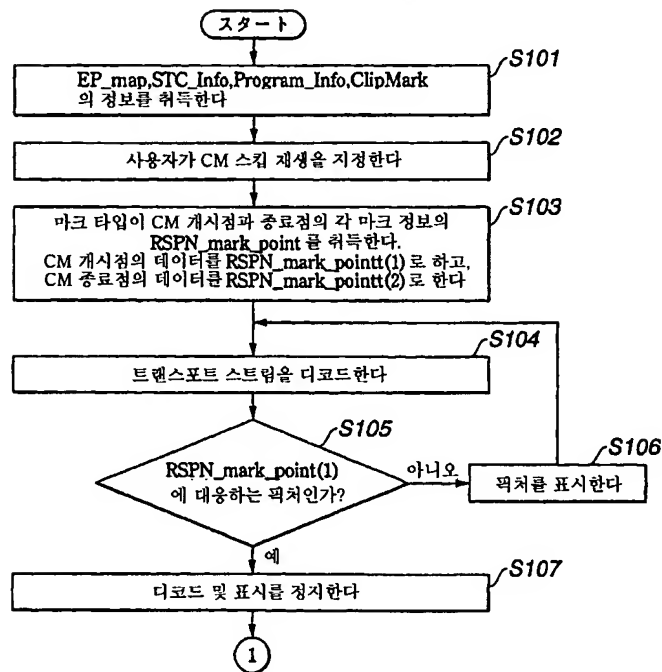 スタート
S101
EP_map,STC_Info,Program_Info,ClipMark
의 정보를 취득한다
S102
사용자가 CM 스킵 재생을 지정한다
S103
마크 타입이 CM 개시점과 종료점의 각 마크 정보의
RSPN_mark_point 를 취득한다.
CM 개시점의 데이터를 RSPN_mark_pointt(1)로 하고,
CM 종료점의 데이터를 RSPN_mark_pointt(2)로 한다
S104
트랜스포트 스트림을 디코드한다
S105
RSPN_mark_point(1)
에 대응하는 픽처인가?
아니오
S106
픽처를 표시한다
예
S107
디코드 및 표시를 정지한다
1